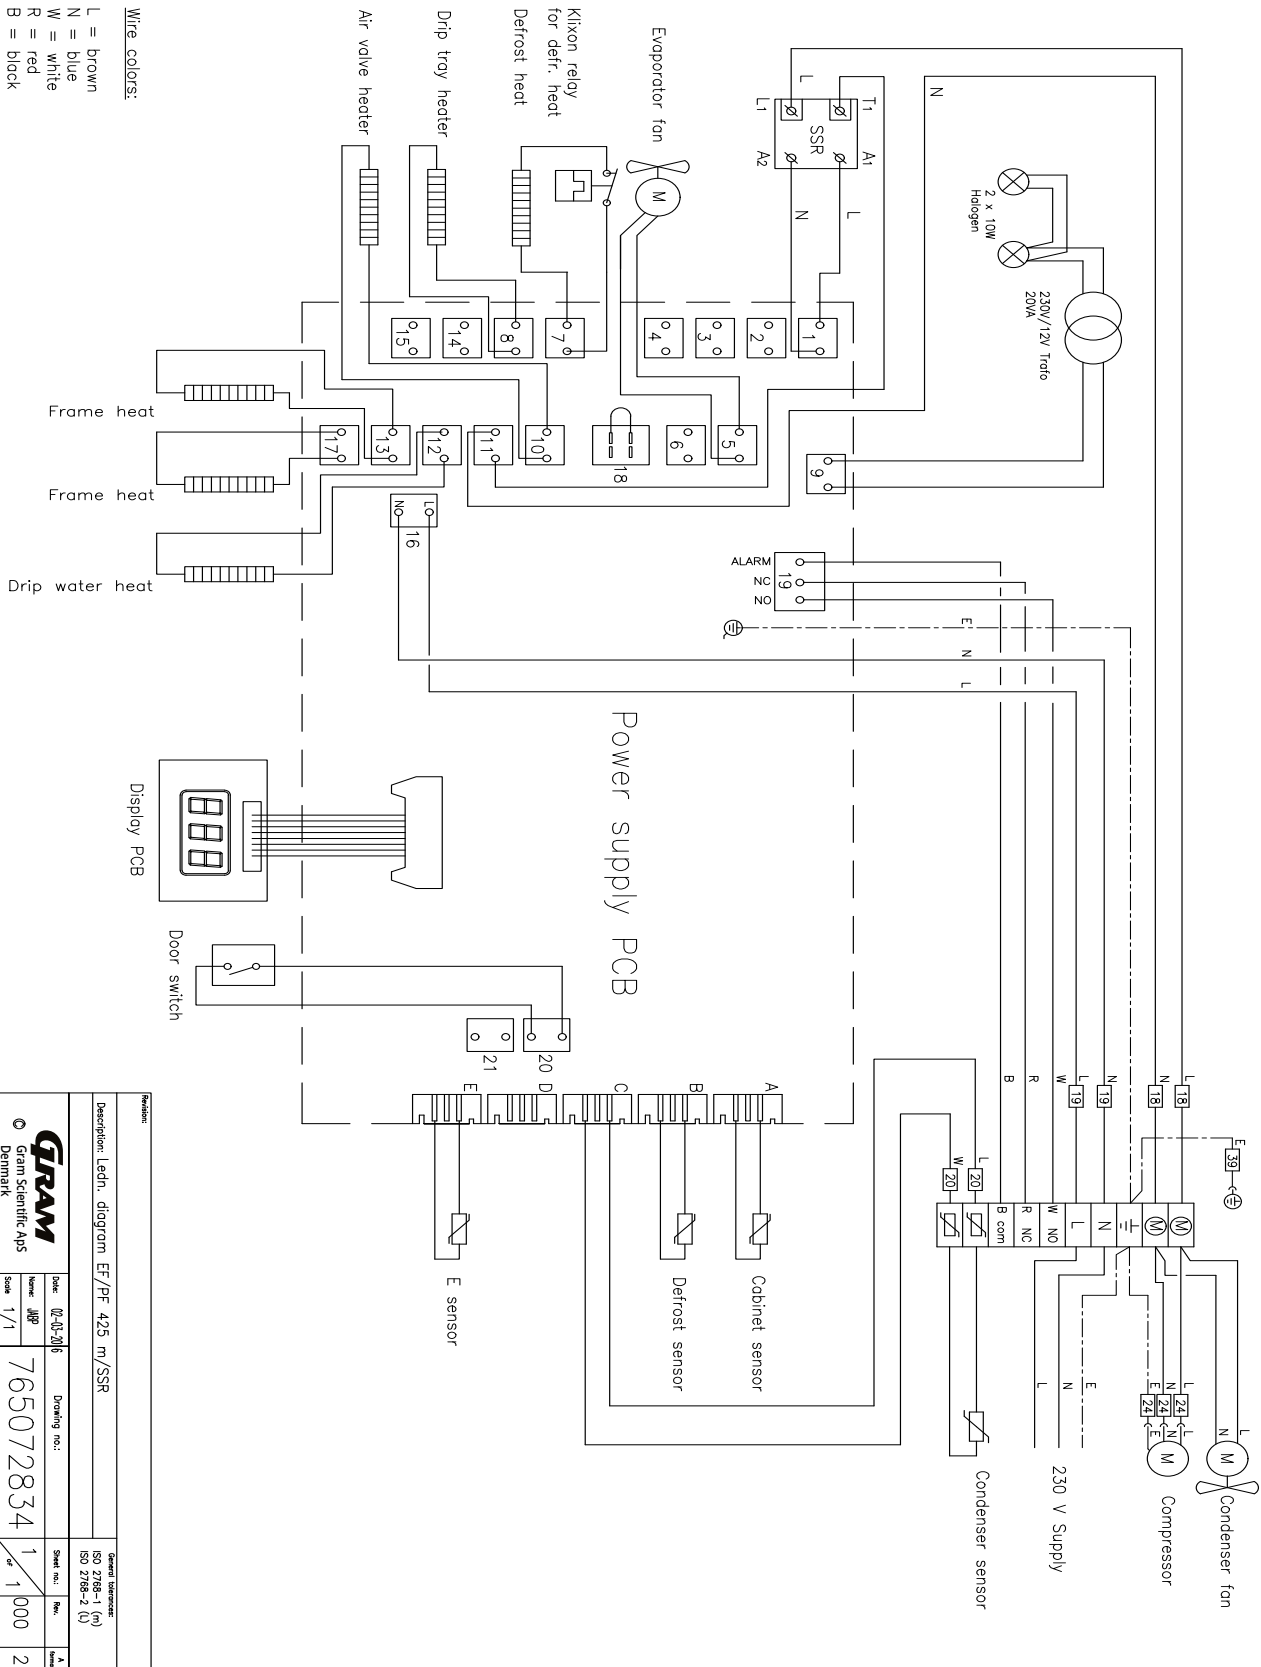 Wire colors:
L = brown
N = blue
W = white
R = red
B = black
Air valve heater
Drip tray heater
Defrost heat
Klixon relay
for defr. heat
Evaporator fan
M
L
L1
T1
SSR
A2
A1
N
L
N
2 x 10W
Halogen
230V/12V Trafo
20VA
15
14
8
7
4
3
2
1
17
13
12
11
10
18
6
5
9
Frame heat
Frame heat
Drip water heat
N
L
16
ALARM
NC
NO
19
E
N
L
Power supply PCB
Display PCB
Door switch
21
20
E
D
C
B
A
E sensor
Defrost sensor
Cabinet sensor
B
R
W
L
19
N
19
N
18
L
18
E
39
W
20
L
20
B com
R NC
W NO
L
N
M
M
L
N
E
E
N
L
24
24
24
E
N
L
M
N
L
M
Condenser sensor
230 V Supply
Compressor
Condenser fan
Revision:
Description: Ledn. diagram EF/PF 425 m/SSR
General tolerances:
ISO 2768-1 (m)
ISO 2768-2 (L)
GRAM
© Gram Scientific ApS
Denmark
Date: 02-03-2016
Name: JABP
Scale 1/1
Drawing no.:
765072834
Sheet no.:
1 of 1
Rev.
000
A
2